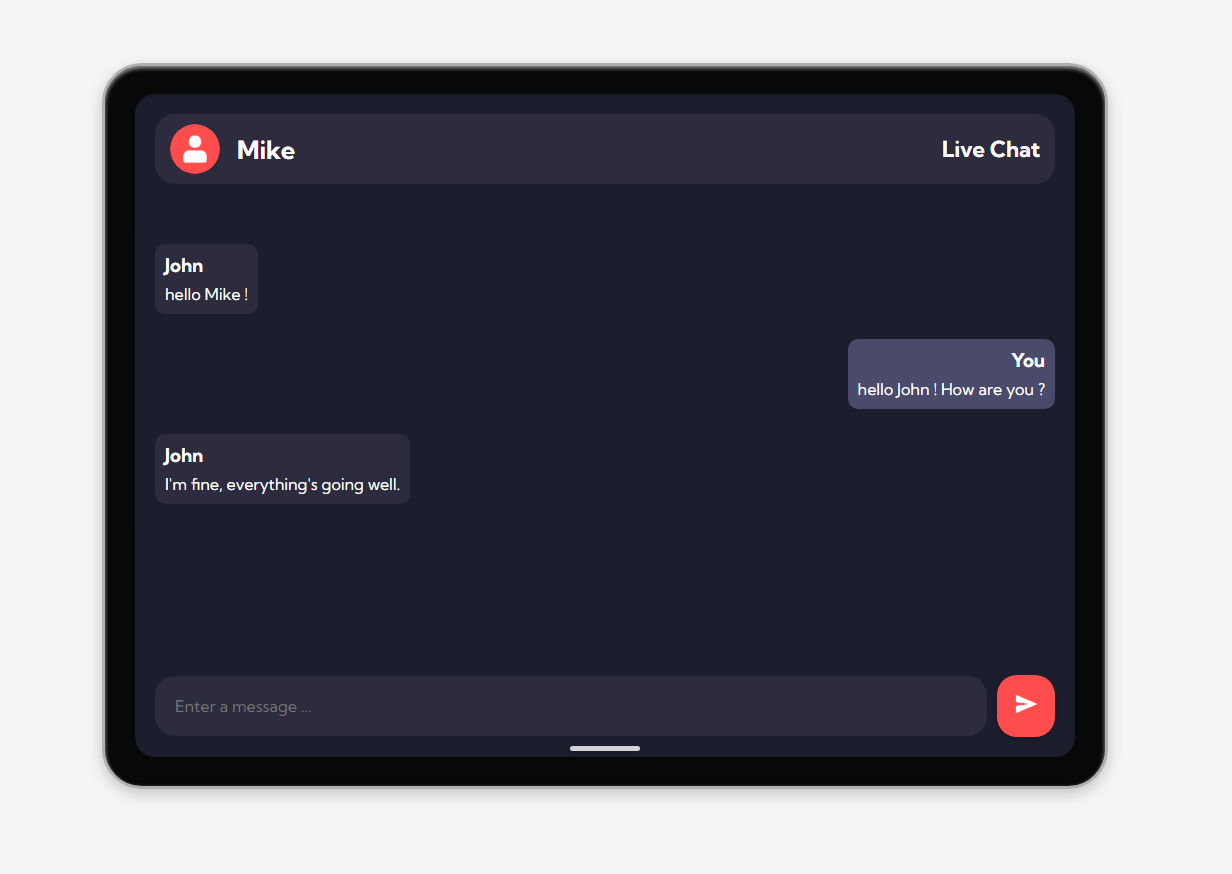 Mike
Live Chat
John
hello Mike !
You
hello John ! How are you ?
John
I'm fine, everything's going well.
Enter a message ...